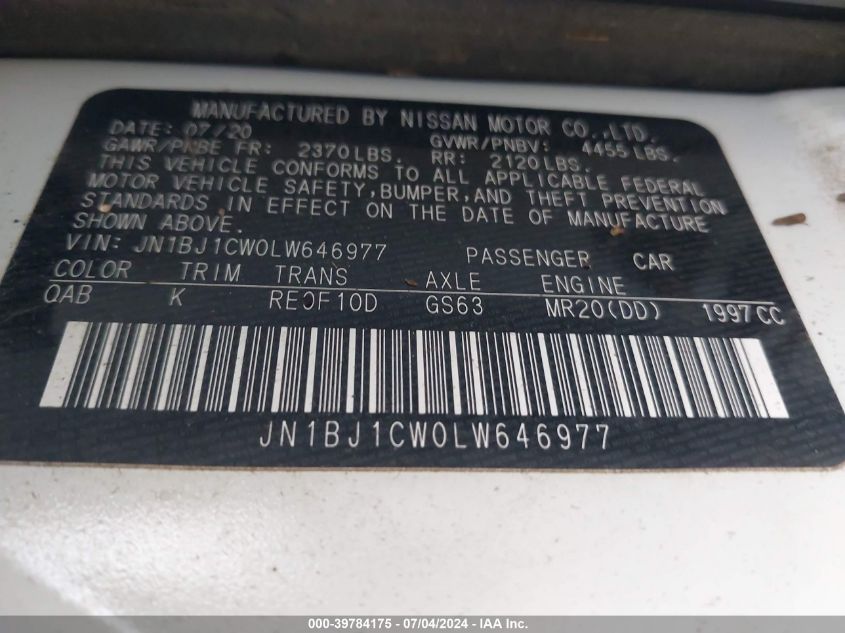 MANUFACTURED BY NISSAN MOTOR CO.,LTD.
DATE: 07/20 GVWR/PNBV: 4455 LBS.
GAWR/PNBE FR: 2370LBS. RR: 2120LBS.
THIS VEHICLE CONFORMS TO ALL APPLICABLE FEDERAL
MOTOR VEHICLE SAFETY,BUMPER,AND THEFT PREVENTION
STANDARDS IN EFFECT ON THE DATE OF MANUFACTURE
SHOWN ABOVE.
VIN: JN1BJ1CW0LW646977 PASSENGER CAR
COLOR TRIM TRANS AXLE ENGINE
QAB K RE0F10D GS63 MR20(DD) 1997CC
JN1BJ1CW0LW646977
000-39784175 - 07/04/2024 - IAA Inc.